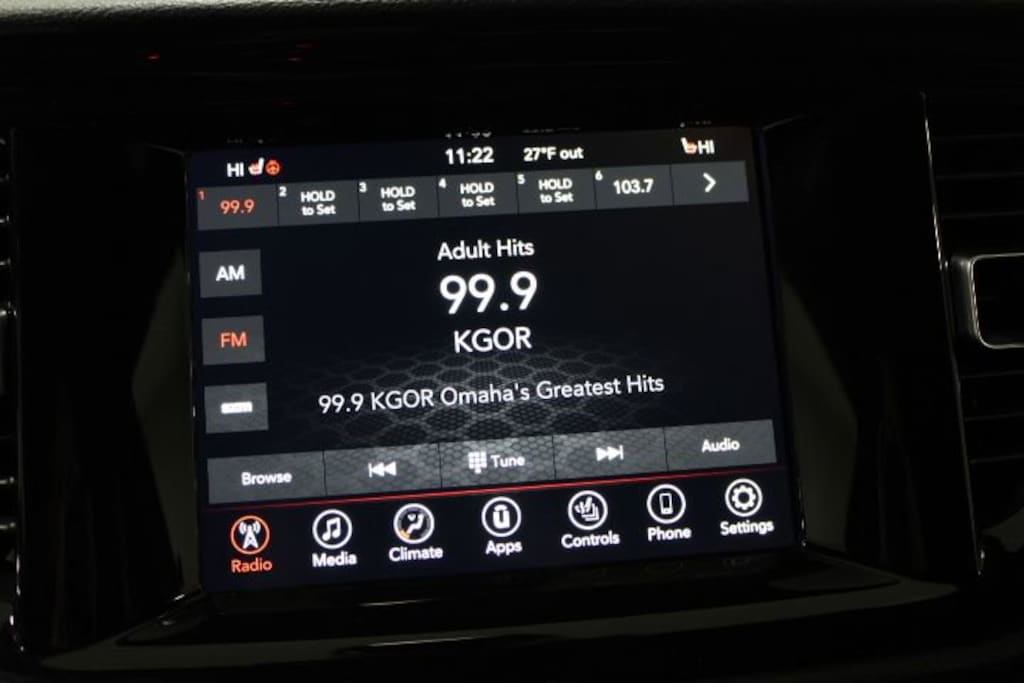 HI 11:22 27°F out HI
1 99.9 2 HOLD to Set 3 HOLD to Set 4 HOLD to Set 5 HOLD to Set 6 103.7
Adult Hits
AM
99.9
FM
KGOR
99.9 KGOR Omaha's Greatest Hits
Browse Tune Audio
Radio Media Climate Apps Controls Phone Settings